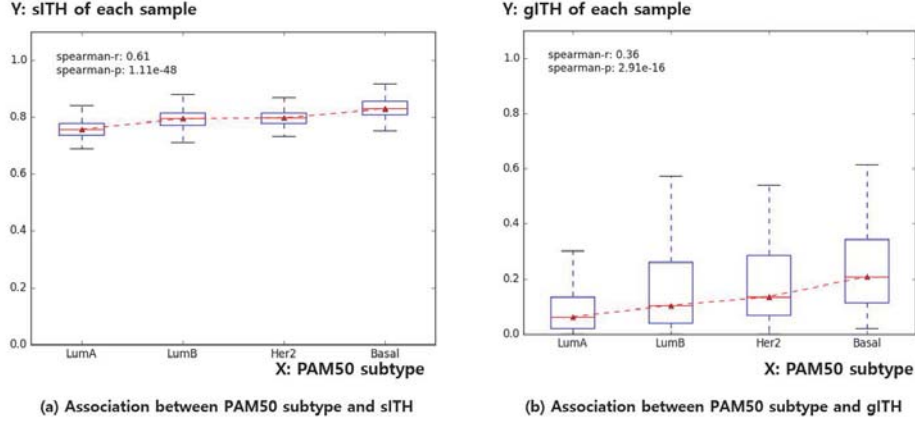 Y: sITH of each sample
spearman-r: 0.61
spearman-p: 1.11e-48
1.0
0.8
0.6
0.4
0.2
0.0
LumA LumB Her2 Basal
X: PAM50 subtype
(a) Association between PAM50 subtype and sITH
Y: gITH of each sample
spearman-r: 0.36
spearman-p: 2.91e-16
1.0
0.8
0.6
0.4
0.2
0.0
LumA LumB Her2 Basal
X: PAM50 subtype
(b) Association between PAM50 subtype and gITH